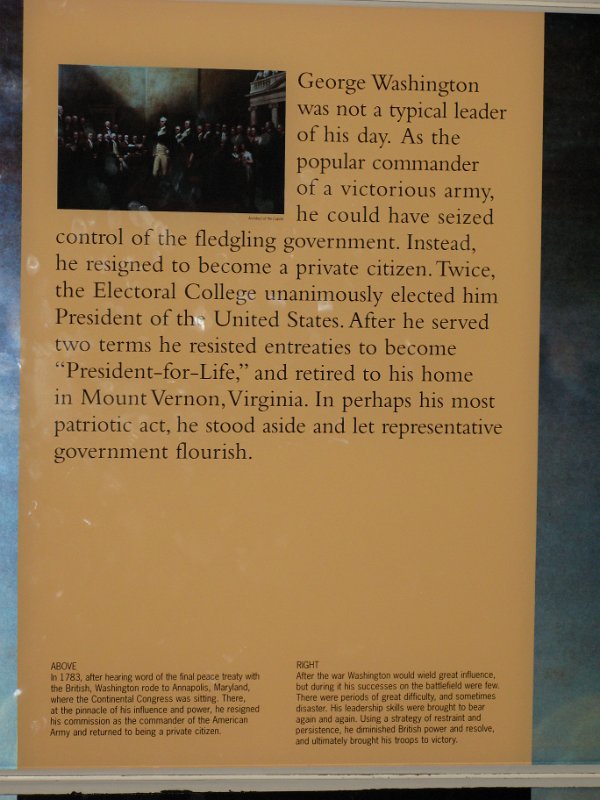 George Washington
was not a typical leader
of his day. As the
popular commander
of a victorious army,
he could have seized
Architect of the Capitol
control of the fledgling government. Instead,
he resigned to become a private citizen. Twice,
the Electoral College unanimously elected him
President of the United States. After he served
two terms he resisted entreaties to become
“President-for-Life,” and retired to his home
in Mount Vernon, Virginia. In perhaps his most
patriotic act, he stood aside and let representative
government flourish.
ABOVE
In 1783, after hearing word of the final peace treaty with
the British, Washington rode to Annapolis, Maryland,
where the Continental Congress was sitting. There,
at the pinnacle of his influence and power, he resigned
his commission as the commander of the American
Army and returned to being a private citizen.
RIGHT
After the war Washington would wield great influence,
but during it his successes on the battlefield were few.
There were periods of great difficulty, and sometimes
disaster. His leadership skills were brought to bear
again and again. Using a strategy of restraint and
persistence, he diminished British power and resolve,
and ultimately brought his troops to victory.